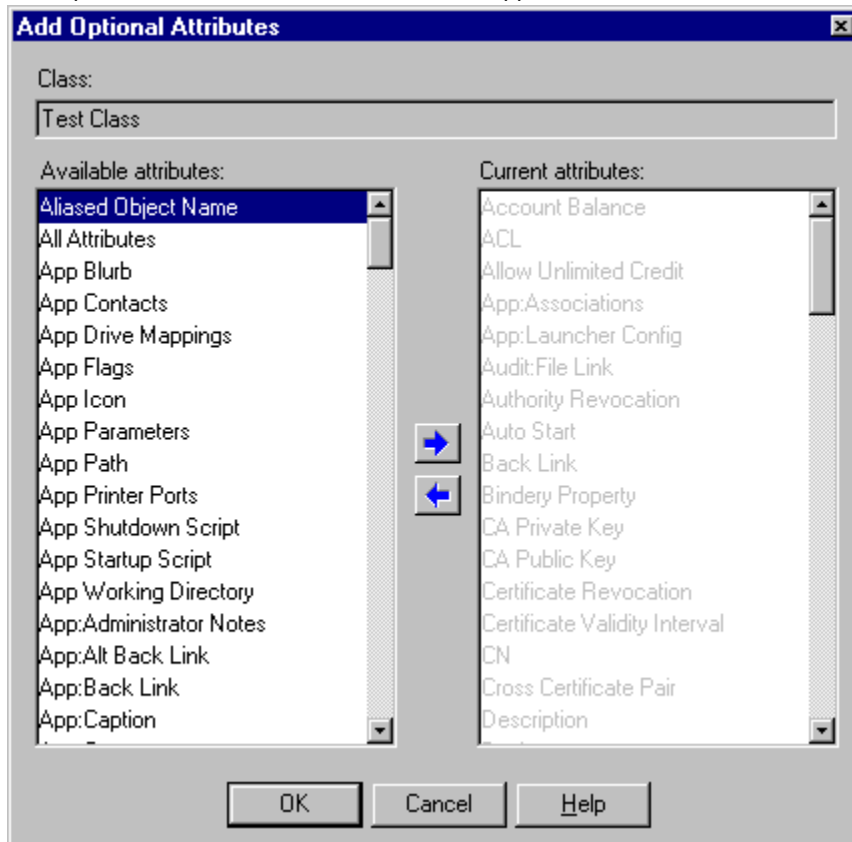 Add Optional Attributes
Class:
Test Class
Available attributes:
Aliased Object Name
All Attributes
App Blurb
App Contacts
App Drive Mappings
App Flags
App Icon
App Parameters
App Path
App Printer Ports
App Shutdown Script
App Startup Script
App Working Directory
App:Administrator Notes
App:Alt Back Link
App:Back Link
App:Caption
Current attributes:
Account Balance
ACL
Allow Unlimited Credit
App:Associations
App:Launcher Config
Audit:File Link
Authority Revocation
Auto Start
Back Link
Bindery Property
CA Private Key
CA Public Key
Certificate Revocation
Certificate Validity Interval
CN
Cross Certificate Pair
Description
OK Cancel Help